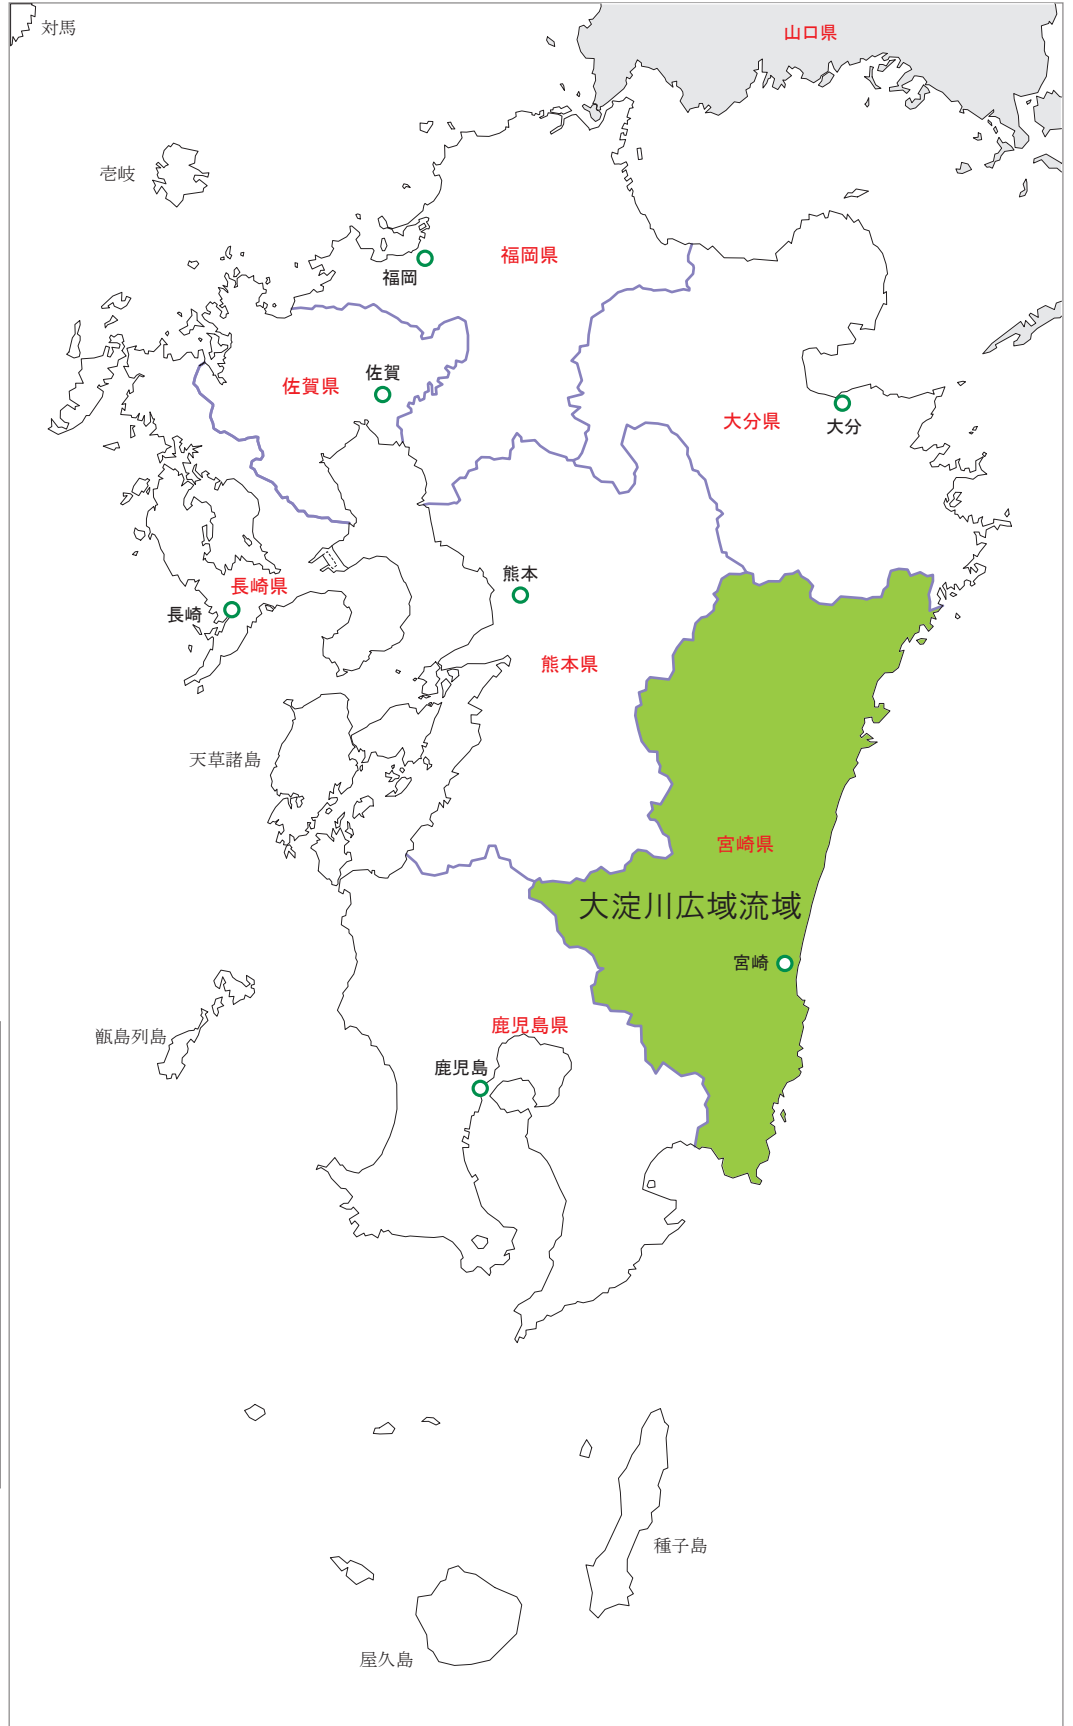 対馬
山口県
壱岐
福岡県
福岡
佐賀
佐賀県
大分県
大分
熊本
長崎県
長崎
熊本県
天草諸島
宮崎県
大淀川広域流域
宮崎
鹿児島県
甑島列島
鹿児島
種子島
屋久島